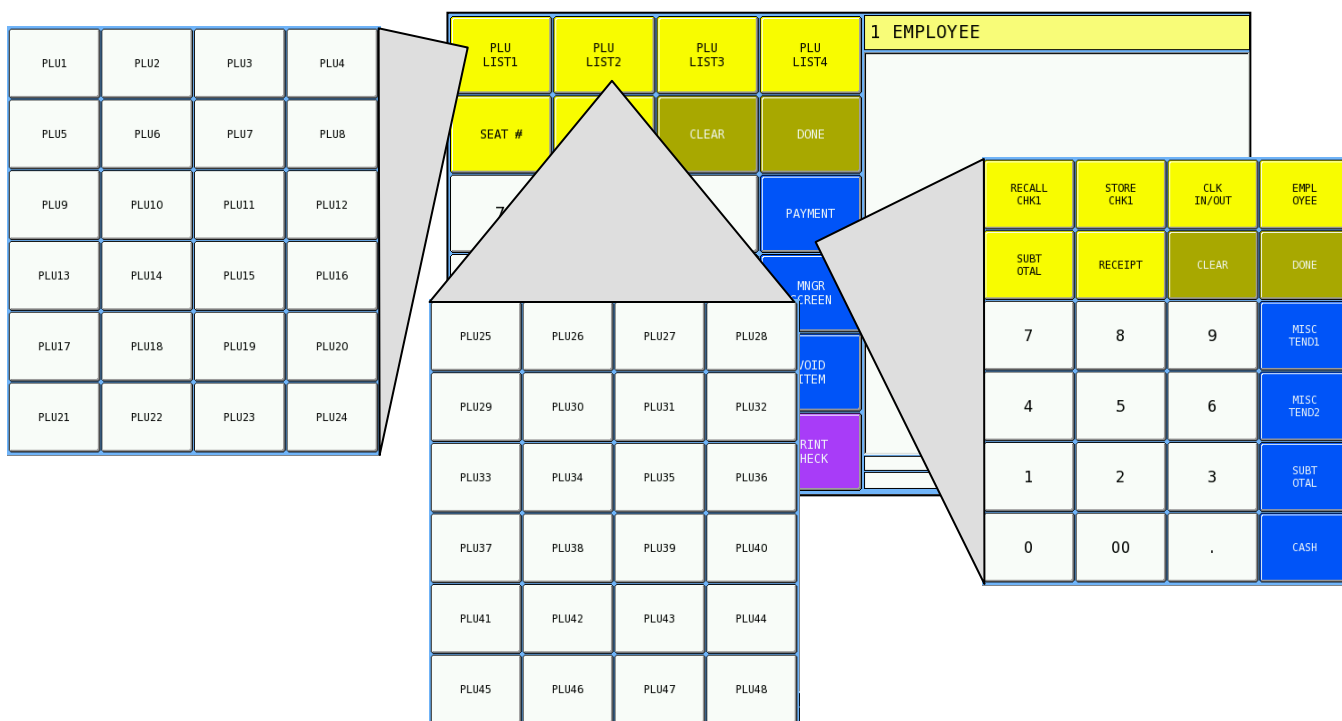 PLU1 PLU2 PLU3 PLU4
PLU5 PLU6 PLU7 PLU8
PLU9 PLU10 PLU11 PLU12
PLU13 PLU14 PLU15 PLU16
PLU17 PLU18 PLU19 PLU20
PLU21 PLU22 PLU23 PLU24
PLU
LIST1
PLU
LIST2
PLU
LIST3
PLU
LIST4
SEAT #
CLEAR
DONE
PAYMENT
MNGR
1 EMPLOYEE
PLU25 PLU26 PLU27 PLU28
PLU29 PLU30 PLU31 PLU32
PLU33 PLU34 PLU35 PLU36
PLU37 PLU38 PLU39 PLU40
PLU41 PLU42 PLU43 PLU44
PLU45 PLU46 PLU47 PLU48
RECALL
CHK1
STORE
CHK1
CLK
IN/OUT
EMPL
OYEE
SUBT
OTAL
RECEIPT
CLEAR
DONE
7 8 9
MISC
TEND1
4 5 6
MISC
TEND2
1 2 3
SUBT
OTAL
0 00 .
CASH